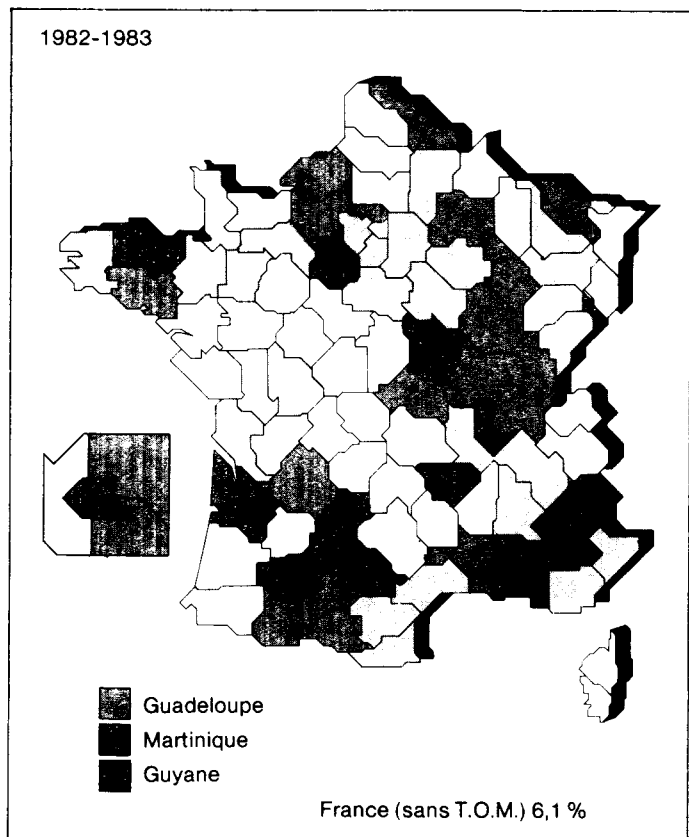 1982-1983
Guadeloupe
Martinique
Guyane
France (sans T.O.M.) 6,1 %